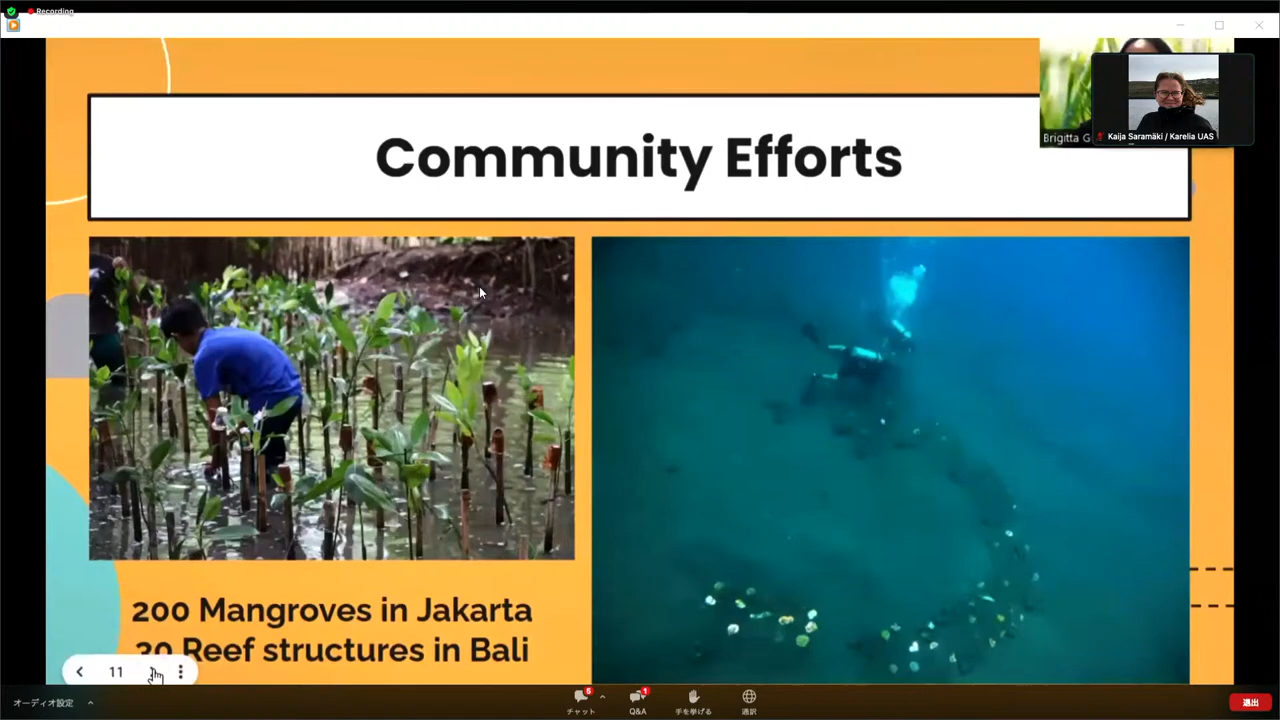 Recording
Community Efforts
Brigitta G
Kaija Saramäki / Karelia UAS
200 Mangroves in Jakarta
30 Reef structures in Bali
11
オーディオ設定
6
チャット
1
Q&A
手を挙げる
通訳
退出